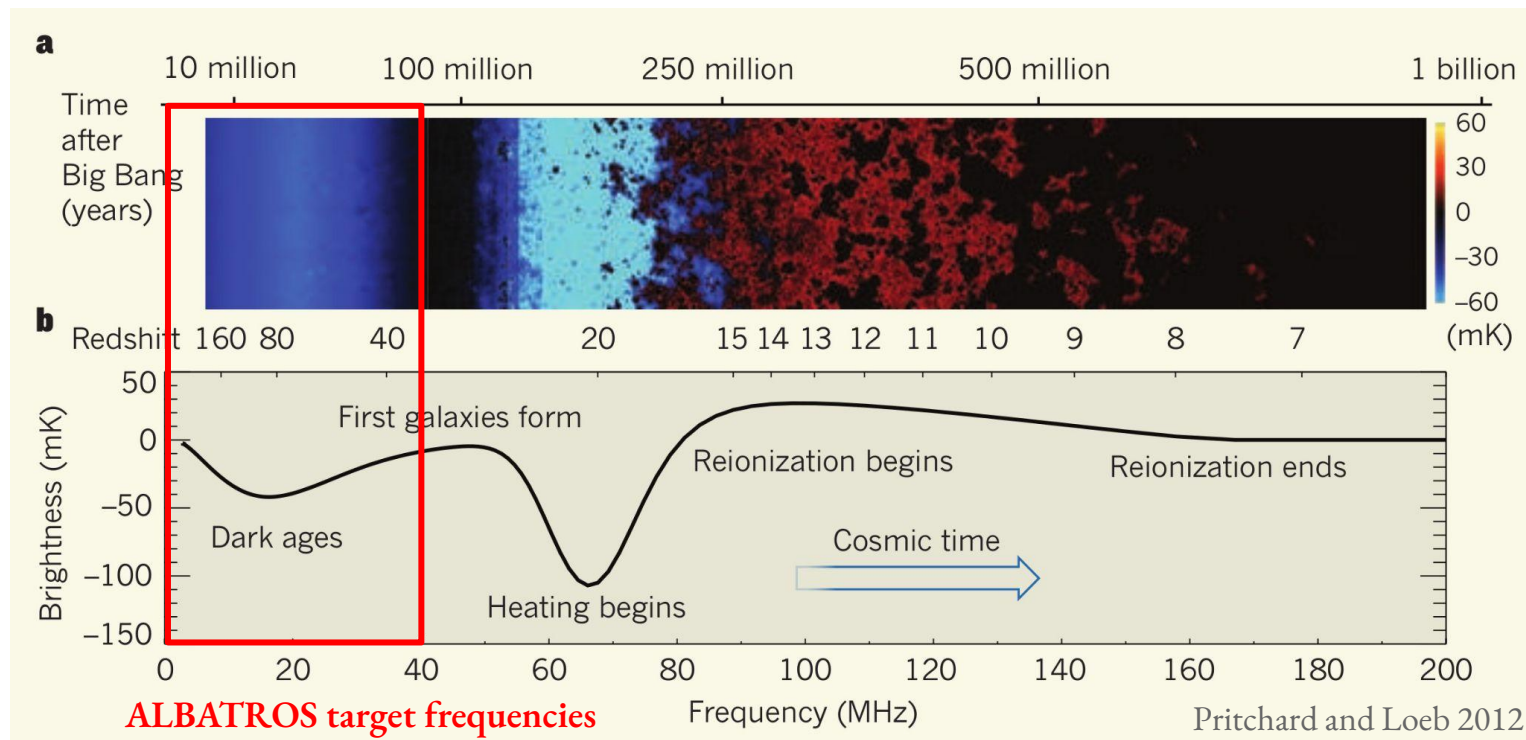 a
10 million 100 million 250 million 500 million 1 billion
Time
after
Big Bang
(years)
60
30
0
−30
−60
(mK)
b
Redshift 160 80 40 20 15 14 13 12 11 10 9 8 7
Brightness (mK)
50
0
−50
−100
−150
First galaxies form
Dark ages
Heating begins
Reionization begins
Reionization ends
Cosmic time
0 20 40 60 80 100 120 140 160 180 200
ALBATROS target frequencies
Frequency (MHz)
Pritchard and Loeb 2012